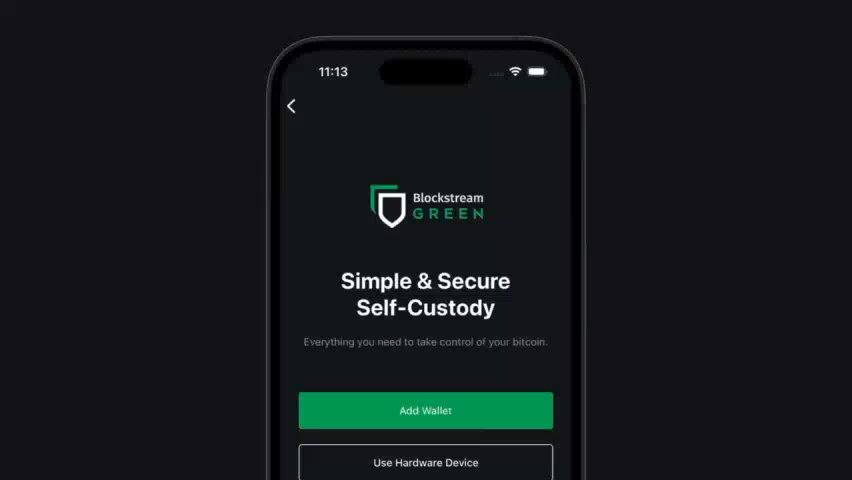 11:13
Blockstream
GREEN
Simple & Secure
Self-Custody
Everything you need to take control of your bitcoin.
Add Wallet
Use Hardware Device